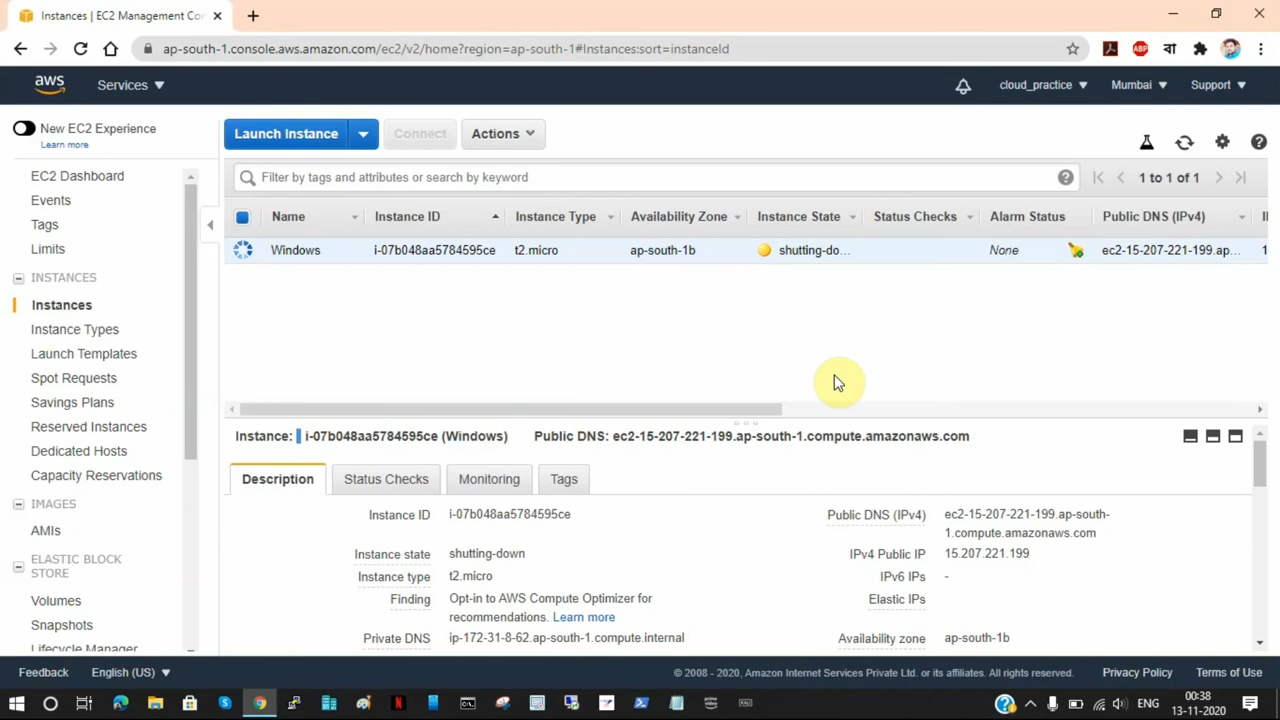 Instances | EC2 Management Con
ap-south-1.console.aws.amazon.com/ec2/v2/home?region=ap-south-1#Instances:sort=instanceId
ABP
বা
aws
Services
cloud_practice
Mumbai
Support
New EC2 Experience
Learn more
Launch Instance
Connect
Actions
Filter by tags and attributes or search by keyword
1 to 1 of 1
EC2 Dashboard
Events
Tags
Limits
INSTANCES
Instances
Instance Types
Launch Templates
Spot Requests
Savings Plans
Reserved Instances
Dedicated Hosts
Capacity Reservations
IMAGES
AMIs
ELASTIC BLOCK
STORE
Volumes
Snapshots
Lifecycle Manager
Name Instance ID Instance Type Availability Zone Instance State Status Checks Alarm Status Public DNS (IPv4)
Windows i-07b048aa5784595ce t2.micro ap-south-1b shutting-do... None ec2-15-207-221-199.ap... 1
Instance: i-07b048aa5784595ce (Windows) Public DNS: ec2-15-207-221-199.ap-south-1.compute.amazonaws.com
Description Status Checks Monitoring Tags
Instance ID i-07b048aa5784595ce
Public DNS (IPv4) ec2-15-207-221-199.ap-south-
1.compute.amazonaws.com
Instance state shutting-down
IPv4 Public IP 15.207.221.199
Instance type t2.micro
IPv6 IPs -
Finding Opt-in to AWS Compute Optimizer for
recommendations. Learn more
Elastic IPs
Private DNS ip-172-31-8-62.ap-south-1.compute.internal
Availability zone ap-south-1b
Feedback
English (US)
© 2008 - 2020, Amazon Internet Services Private Ltd. or its affiliates. All rights reserved.
Privacy Policy
Terms of Use
ENG
00:38
13-11-2020